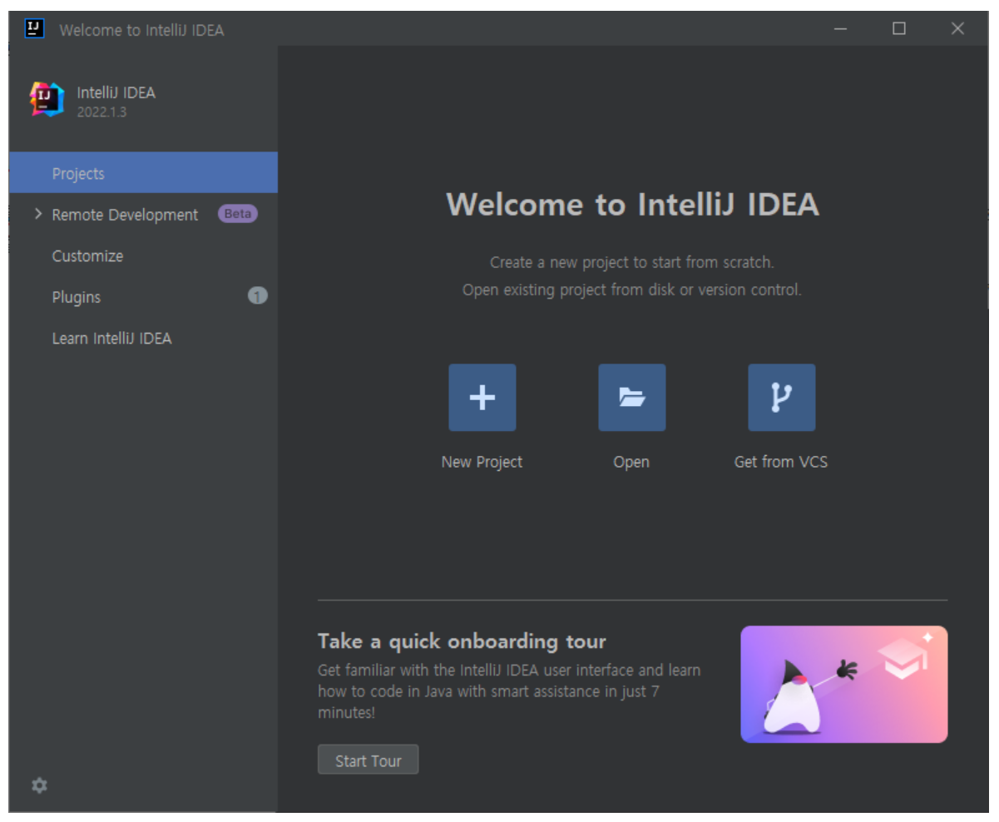 Welcome to IntelliJ IDEA
IntelliJ IDEA
2022.1.3
Projects
Remote Development Beta
Customize
Plugins 1
Learn IntelliJ IDEA
Welcome to IntelliJ IDEA
Create a new project to start from scratch.
Open existing project from disk or version control.
New Project
Open
Get from VCS
Take a quick onboarding tour
Get familiar with the IntelliJ IDEA user interface and learn
how to code in Java with smart assistance in just 7
minutes!
Start Tour